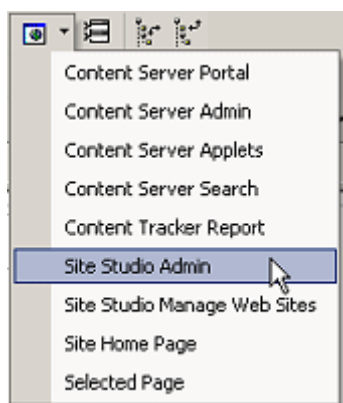 Content Server Portal
Content Server Admin
Content Server Applets
Content Server Search
Content Tracker Report
Site Studio Admin
Site Studio Manage Web Sites
Site Home Page
Selected Page